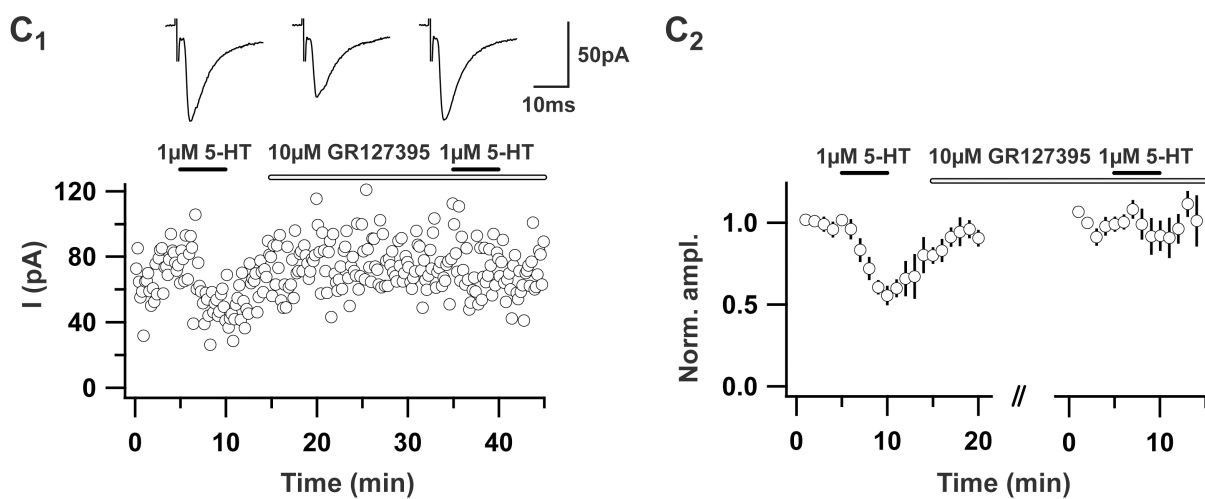 C1
50pA
10ms
1µM 5-HT 10µM GR127395 1µM 5-HT
120
80
40
0
I (pA)
0 10 20 30 40
Time (min)
C2
1µM 5-HT 10µM GR127395 1µM 5-HT
1.0
0.5
0.0
Norm. ampl.
0 10 20 // 0 10
Time (min)